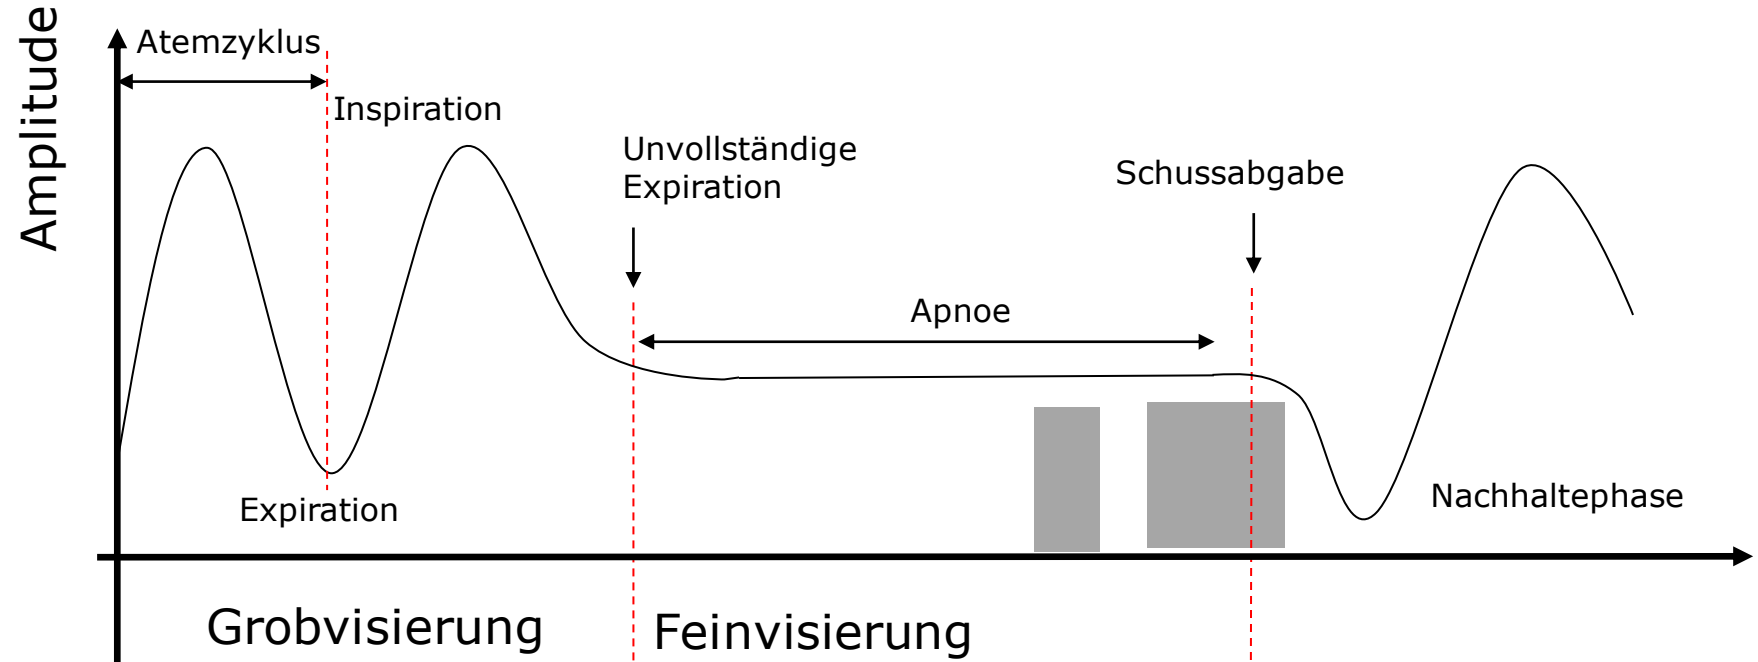 Amplitude
Atemzyklus
Inspiration
Unvollständige
Expiration
Schussabgabe
Apnoe
Expiration
Nachhaltephase
Grobvisierung
Feinvisierung